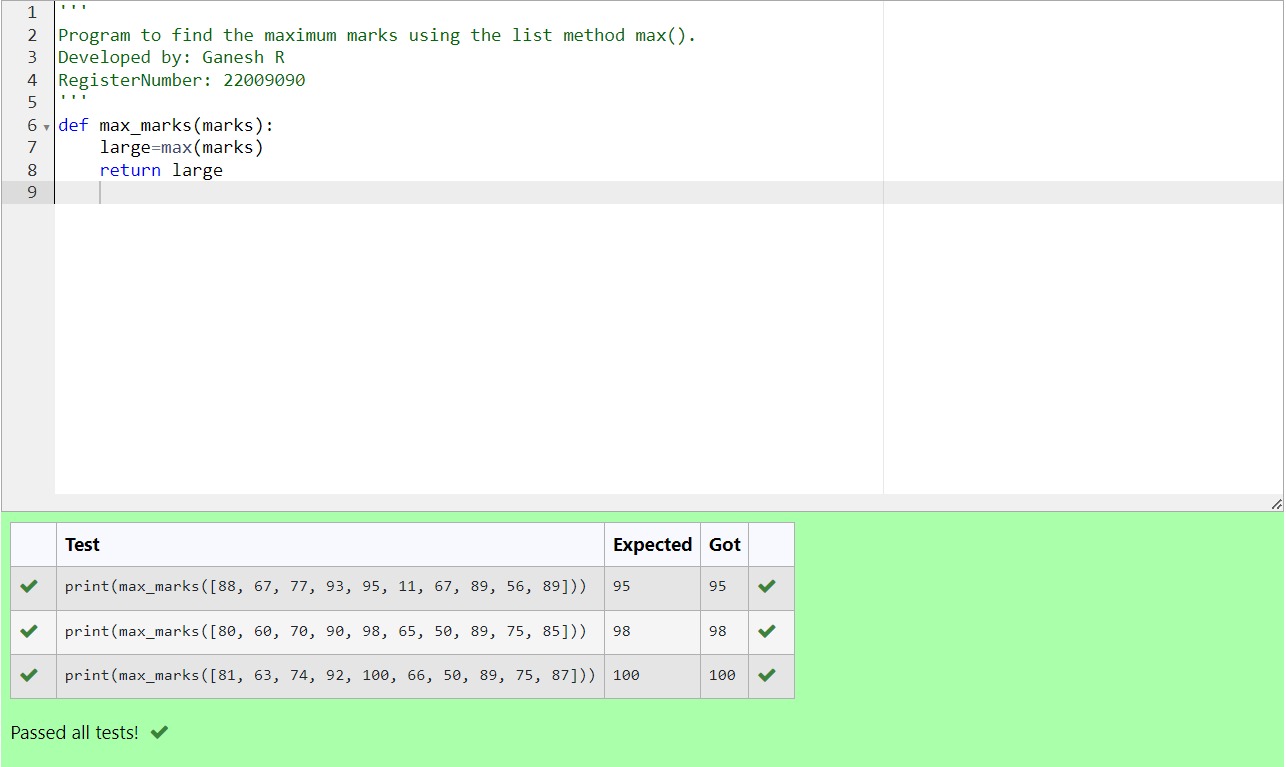 1 '''
2 Program to find the maximum marks using the list method max().
3 Developed by: Ganesh R
4 RegisterNumber: 22009090
5 '''
6 def max_marks(marks):
7     large=max(marks)
8     return large
9
Test Expected Got
print(max_marks([88, 67, 77, 93, 95, 11, 67, 89, 56, 89])) 95 95
print(max_marks([80, 60, 70, 90, 98, 65, 50, 89, 75, 85])) 98 98
print(max_marks([81, 63, 74, 92, 100, 66, 50, 89, 75, 87])) 100 100
Passed all tests!